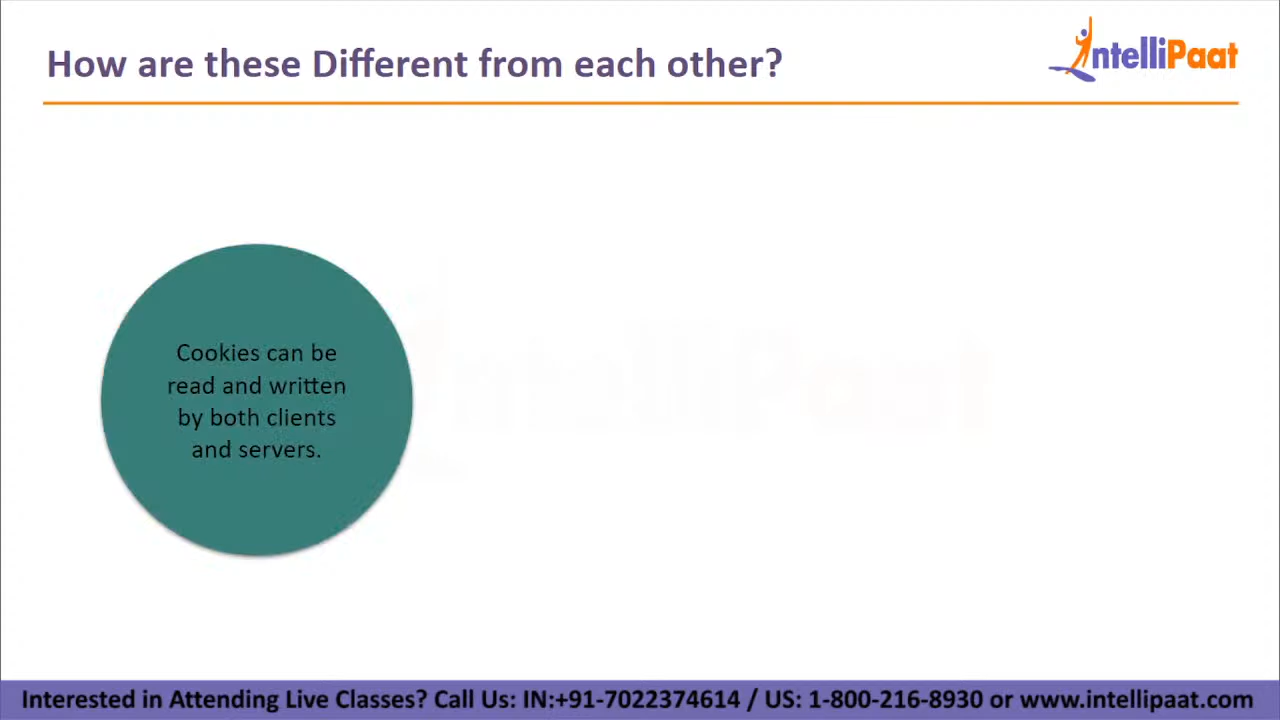 How are these Different from each other?
IntelliPaat
Cookies can be
read and written
by both clients
and servers.
IntelliPaat
Interested in Attending Live Classes? Call Us: IN:+91-7022374614 / US: 1-800-216-8930 or www.intellipaat.com